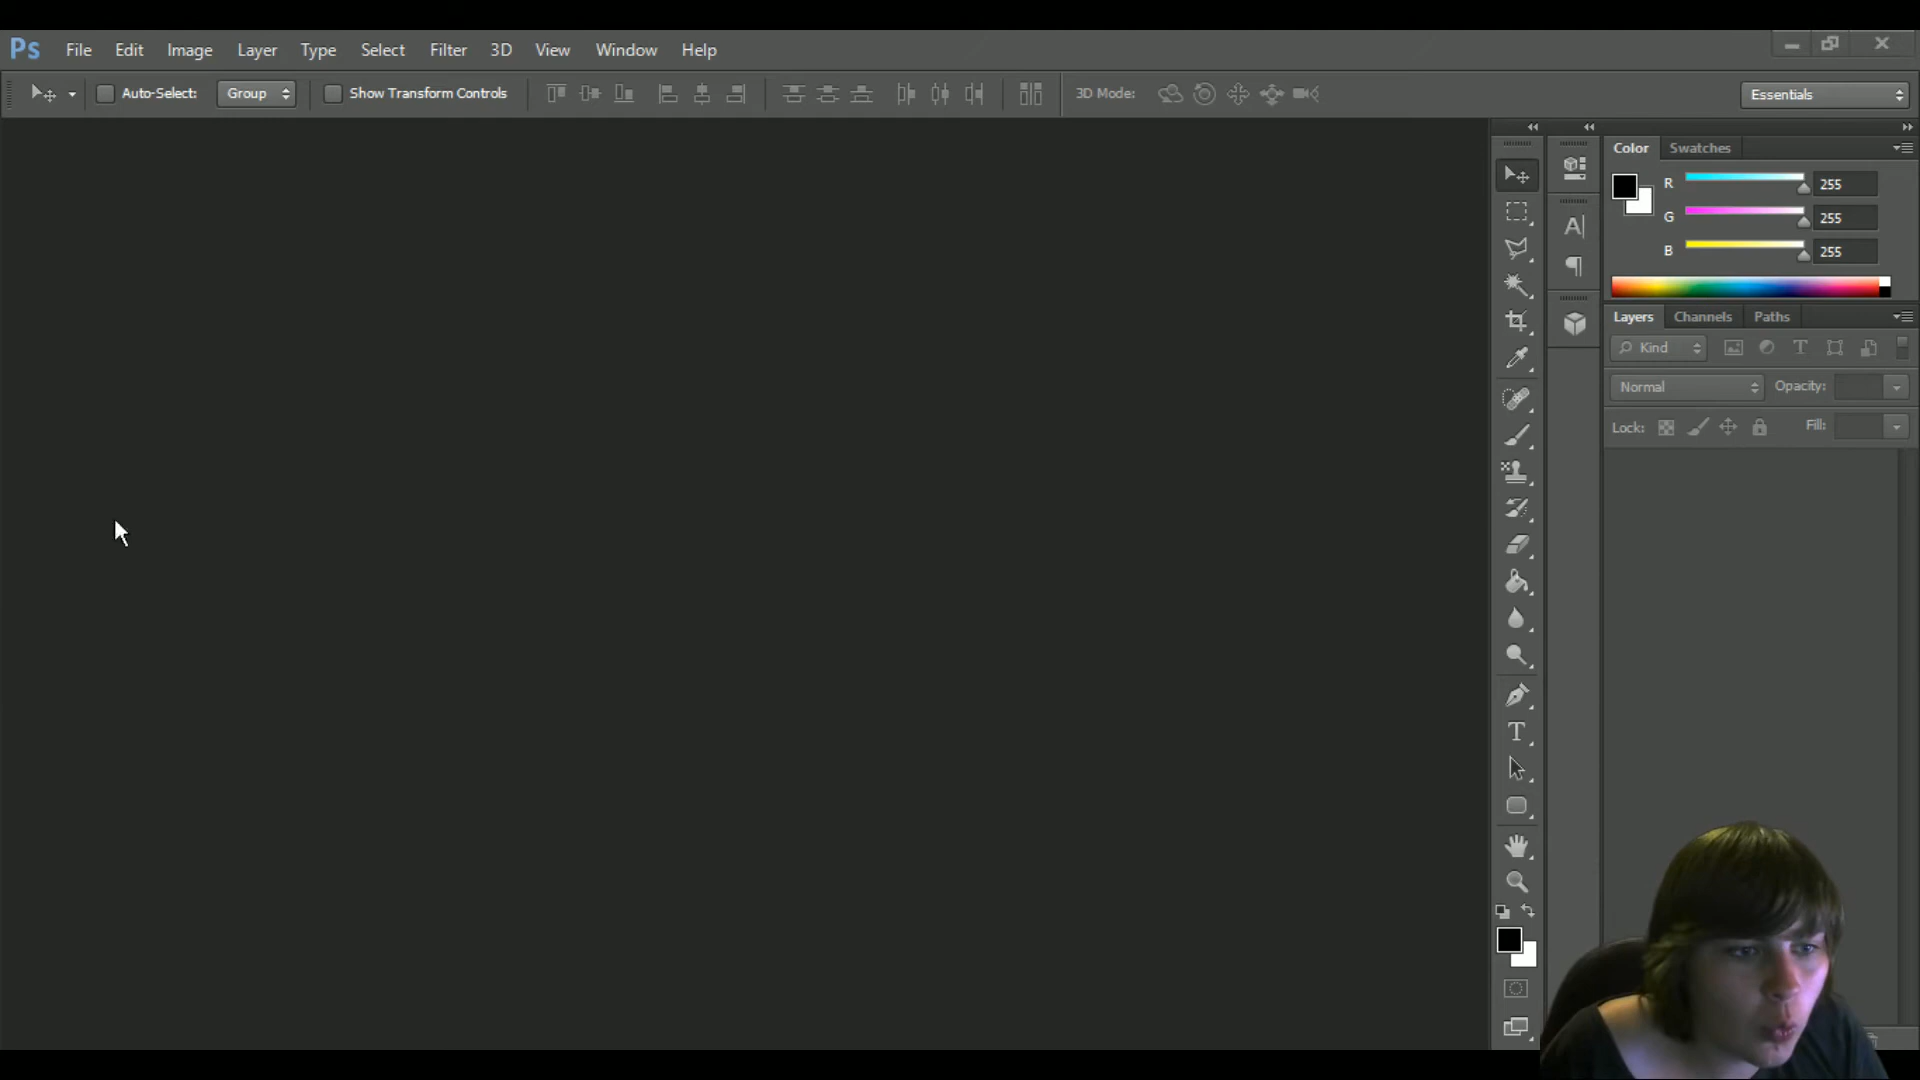 Ps File Edit Image Layer Type Select Filter 3D View Window Help
Auto-Select: Group Show Transform Controls 3D Mode: Essentials
Color Swatches
R 255
G 255
B 255
Layers Channels Paths
Kind
Normal Opacity:
Lock: Fill: